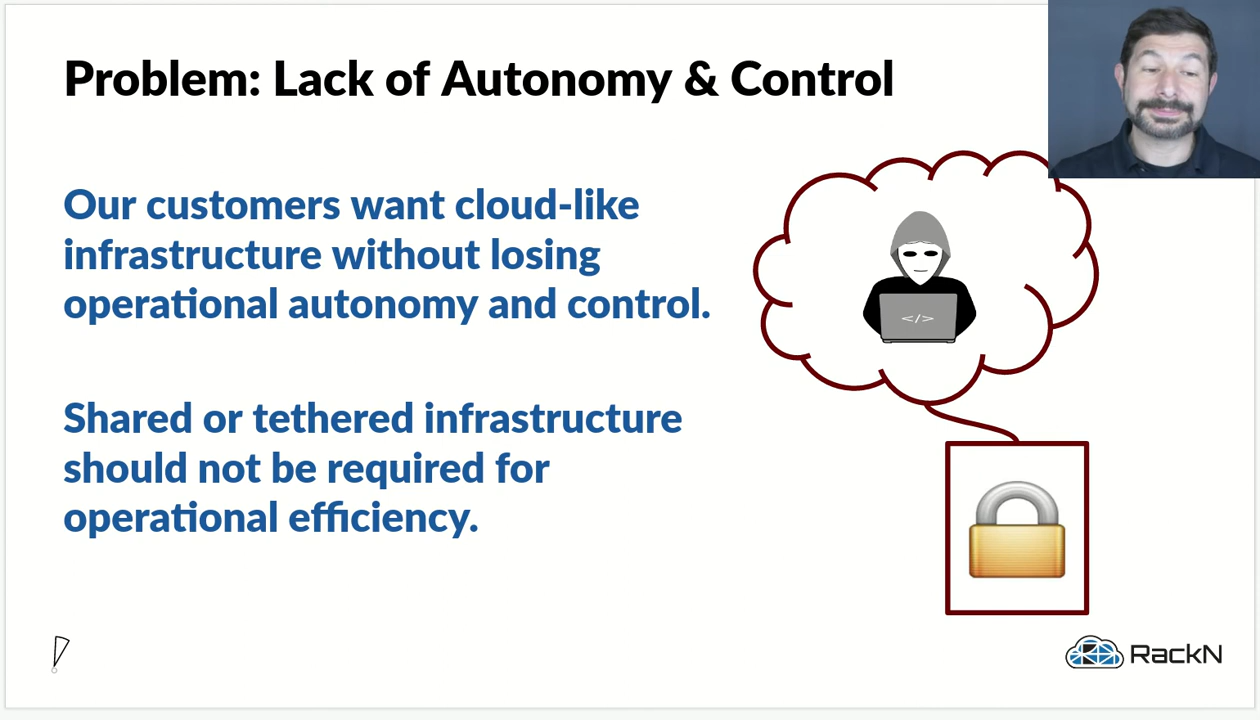 Problem: Lack of Autonomy & Control
Our customers want cloud-like
infrastructure without losing
operational autonomy and control.
</>
Shared or tethered infrastructure
should not be required for
operational efficiency.
RackN